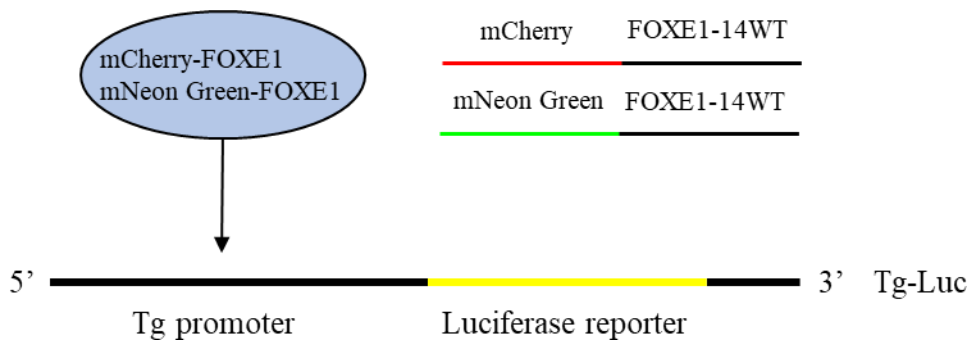 mCherry-FOXE1
mNeon Green-FOXE1
mCherry FOXE1-14WT
mNeon Green FOXE1-14WT
5’ 3’ Tg-Luc
Tg promoter Luciferase reporter